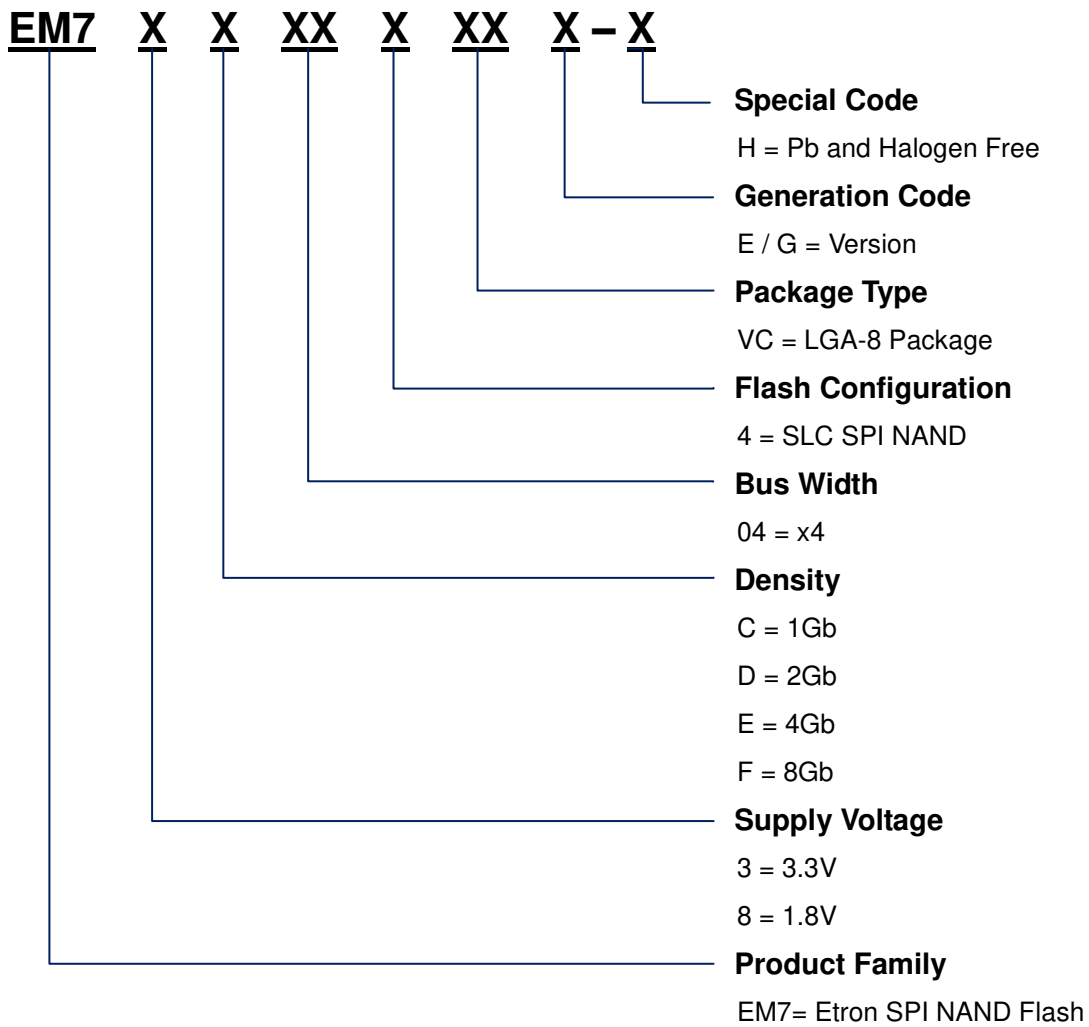 EM7 X X XX X XX X – X
Special Code
H = Pb and Halogen Free
Generation Code
E / G = Version
Package Type
VC = LGA-8 Package
Flash Configuration
4 = SLC SPI NAND
Bus Width
04 = x4
Density
C = 1Gb
D = 2Gb
E = 4Gb
F = 8Gb
Supply Voltage
3 = 3.3V
8 = 1.8V
Product Family
EM7= Etron SPI NAND Flash